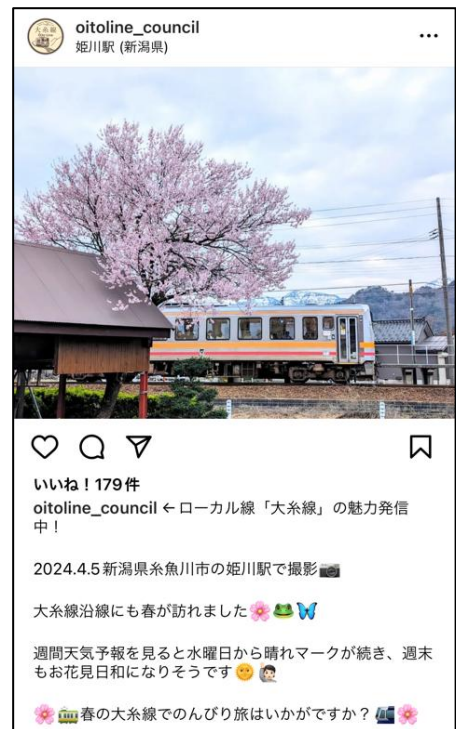 大糸線
oitoline_council
姫川駅 (新潟県)
いいね！179件
oitoline_council ←ローカル線「大糸線」の魅力発信
中！
2024.4.5新潟県糸魚川市の姫川駅で撮影📷
大糸線沿線にも春が訪れました🌸🐸🦋
週間天気予報を見ると水曜日から晴れマークが続き、週末
もお花見日和になりそうです🌞🙋🏻‍♂️
🌸🚃春の大糸線でのんびり旅はいかがですか？🚈🌸